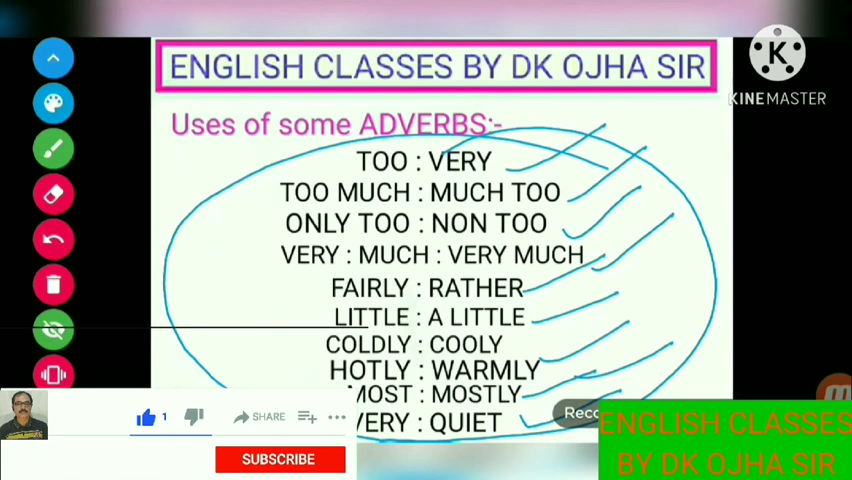 ENGLISH CLASSES BY DK OJHA SIR
KINEMASTER
Uses of some ADVERBS:-
TOO : VERY
TOO MUCH : MUCH TOO
ONLY TOO : NON TOO
VERY : MUCH : VERY MUCH
FAIRLY : RATHER
LITTLE : A LITTLE
COLDLY : COOLY
HOTLY : WARMLY
MOST : MOSTLY
VERY : QUIET
1 SHARE
SUBSCRIBE
ENGLISH CLASSES
BY DK OJHA SIR